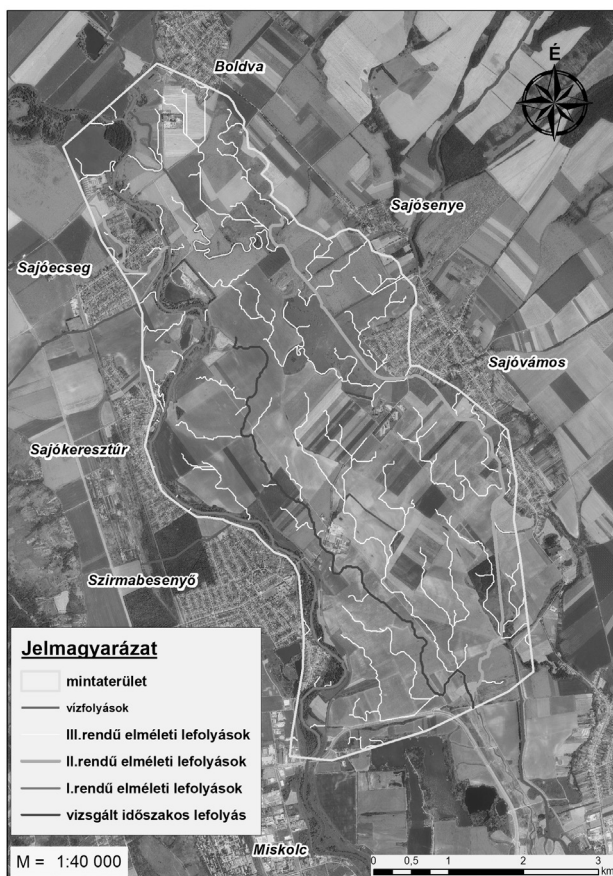 Boldva
É
Sajósenye
Sajóecseg
Sajóvámos
Sajókeresztúr
Szirmabesenyő
Jelmagyarázat
mintaterület
vízfolyások
III.rendű elméleti lefolyások
II.rendű elméleti lefolyások
I.rendű elméleti lefolyások
vizsgált időszakos lefolyás
M = 1:40 000
Miskolc
0 0,5 1 2 3
km